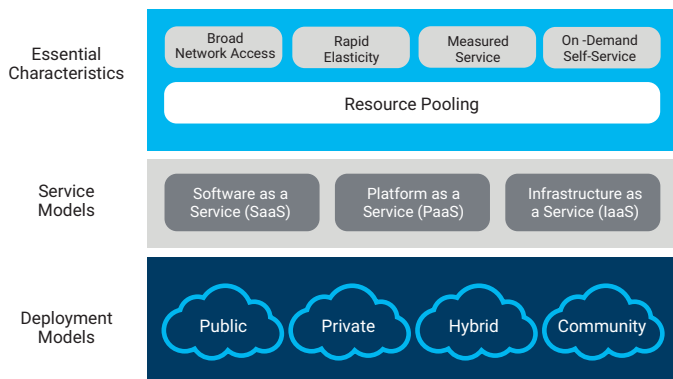 Essential
Characteristics
Broad
Network Access
Rapid
Elasticity
Measured
Service
On -Demand
Self-Service
Resource Pooling
Service
Models
Software as a
Service (SaaS)
Platform as a
Service (PaaS)
Infrastructure as
a Service (IaaS)
Deployment
Models
Public
Private
Hybrid
Community